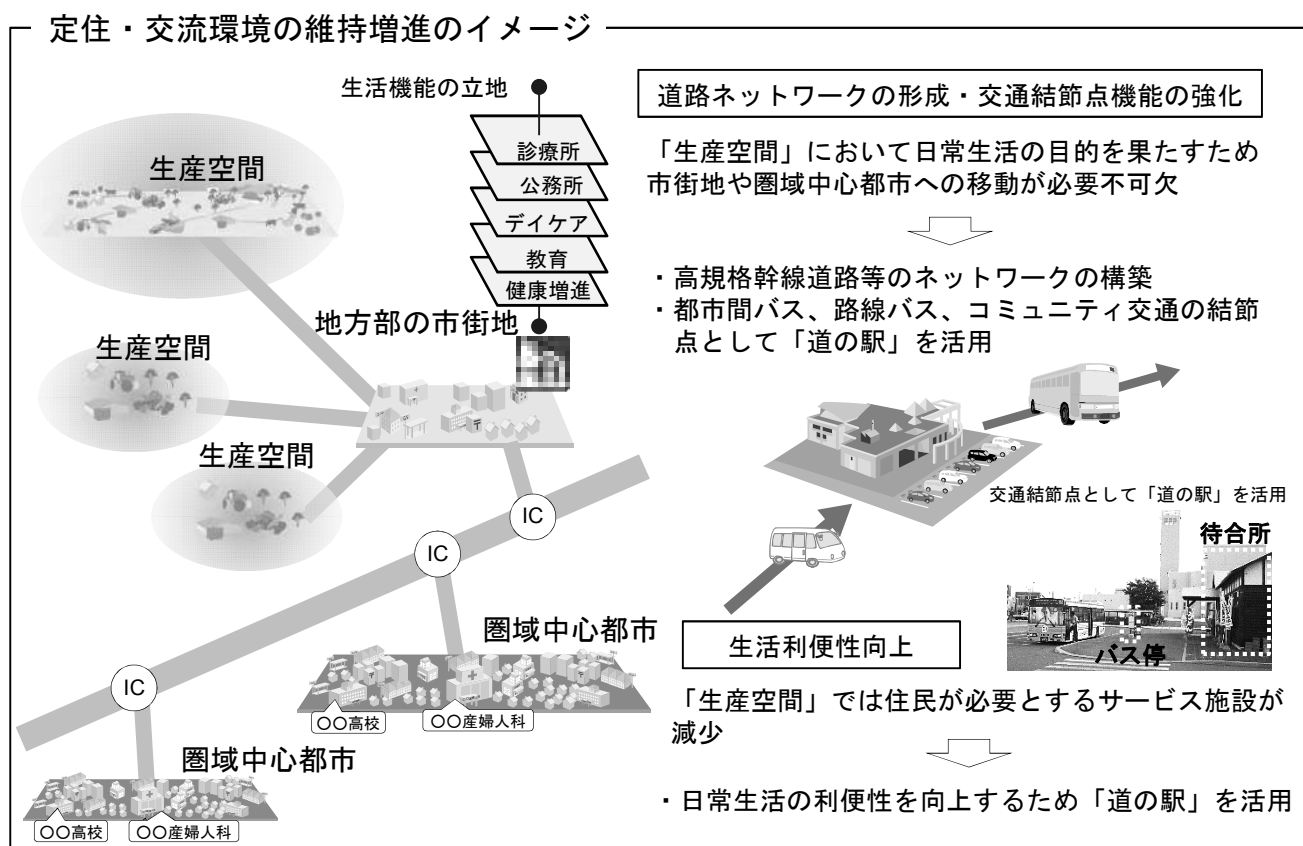 定住・交流環境の維持増進のイメージ
生活機能の立地
診療所
公務所
デイケア
教育
健康増進
生産空間
地方部の市街地
生産空間
生産空間
IC
IC
IC
圏域中心都市
〇〇高校
〇〇産婦人科
圏域中心都市
〇〇高校
〇〇産婦人科
道路ネットワークの形成・交通結節点機能の強化
「生産空間」において日常生活の目的を果たすため
市街地や圏域中心都市への移動が必要不可欠
・高規格幹線道路等のネットワークの構築
・都市間バス、路線バス、コミュニティ交通の結節
点として「道の駅」を活用
交通結節点として「道の駅」を活用
待合所
バス停
生活利便性向上
「生産空間」では住民が必要とするサービス施設が
減少
・日常生活の利便性を向上するため「道の駅」を活用